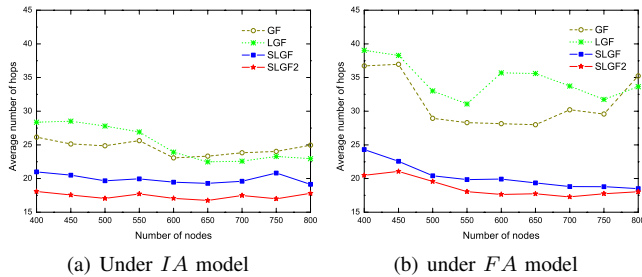 45
40
35
30
25
20
15
400 450 500 550 600 650 700 750 800
Average number of hops
Number of nodes
GF
LGF
SLGF
SLGF2
(a) Under IA model
45
40
35
30
25
20
15
400 450 500 550 600 650 700 750 800
Average number of hops
Number of nodes
GF
LGF
SLGF
SLGF2
(b) under FA model